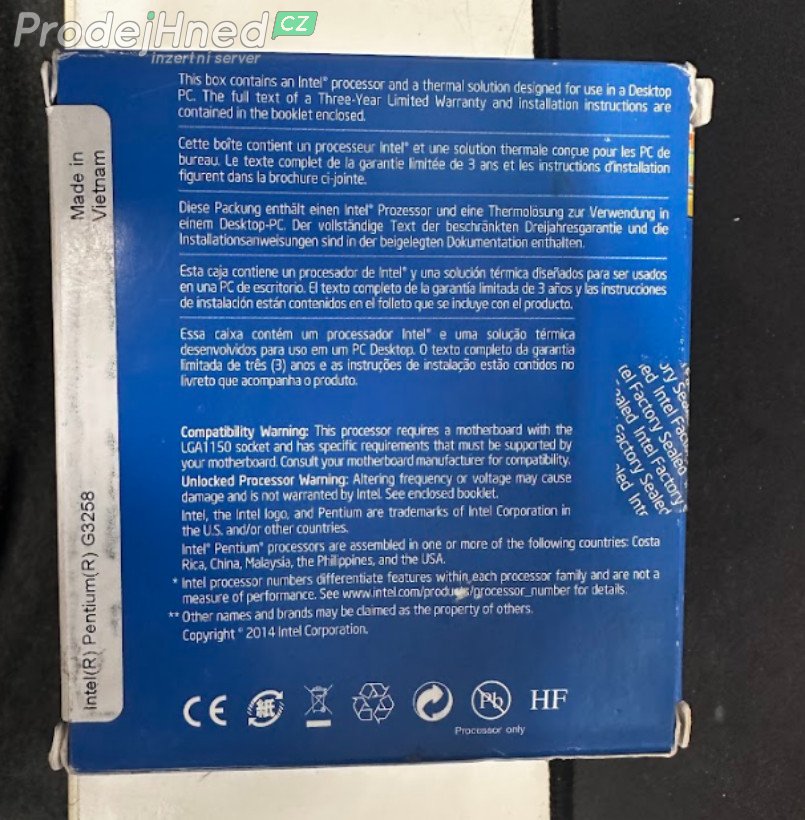 ProdejHned CZ
inzertní server
This box contains an Intel® processor and a thermal solution designed for use in a Desktop
PC. The full text of a Three-Year Limited Warranty and installation instructions are
contained in the booklet enclosed.
Cette boîte contient un processeur Intel® et une solution thermale conçue pour les PC de
bureau. Le texte complet de la garantie limitée de 3 ans et les instructions d'installation
figurent dans la brochure ci-jointe.
Diese Packung enthält einen Intel® Prozessor und eine Thermolösung zur Verwendung in
einem Desktop-PC. Der vollständige Text der beschränkten Dreijahresgarantie und die
Installationsanweisungen sind in der beigelegten Dokumentation enthalten.
Esta caja contiene un procesador de Intel® y una solución térmica diseñados para ser usados
en una PC de escritorio. El texto completo de la garantía limitada de 3 años y las instrucciones
de instalación están contenidos en el folleto que se incluye con el producto.
Essa caixa contém um processador Intel® e uma solução térmica
desenvolvidos para uso em um PC Desktop. O texto completo da garantia
limitada de três (3) anos e as instruções de instalação estão contidos no
livreto que acompanha o produto.
Compatibility Warning: This processor requires a motherboard with the
LGA1150 socket and has specific requirements that must be supported by
your motherboard. Consult your motherboard manufacturer for compatibility.
Unlocked Processor Warning: Altering frequency or voltage may cause
damage and is not warranted by Intel. See enclosed booklet.
Intel, the Intel logo, and Pentium are trademarks of Intel Corporation in
the U.S. and/or other countries.
Intel® Pentium® processors are assembled in one or more of the following countries: Costa
Rica, China, Malaysia, the Philippines, and the USA.
* Intel processor numbers differentiate features within each processor family and are not a
measure of performance. See www.intel.com/products/processor_number for details.
** Other names and brands may be claimed as the property of others.
Copyright © 2014 Intel Corporation.
CE 紙 Pb HF
Processor only
Made in
Vietnam
Intel(R) Pentium(R) G3258
ry Sea
led Intel Fac
rel Factory Sealed
ealed Intel Factory S
Factory Sealed
led Inte